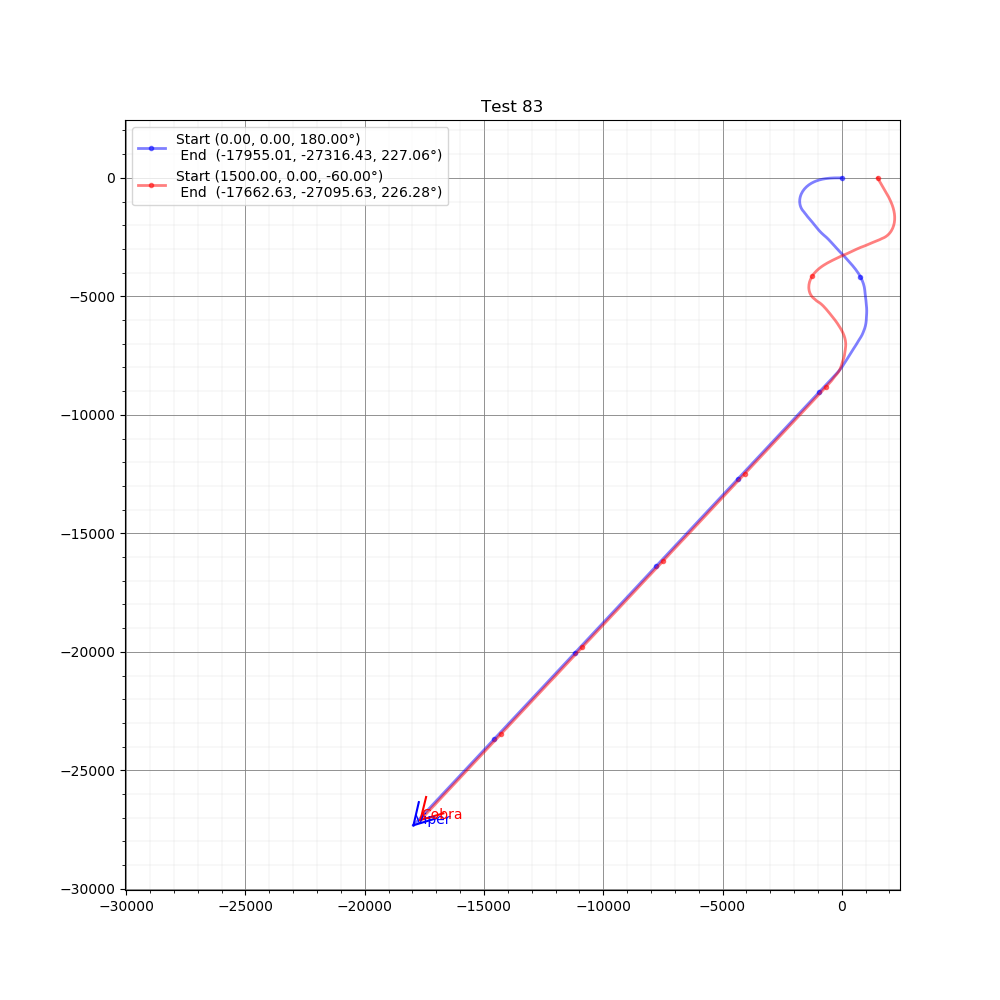 Test 83
Start (0.00, 0.00, 180.00°)
End (-17955.01, -27316.43, 227.06°)
Start (1500.00, 0.00, -60.00°)
End (-17662.63, -27095.63, 226.28°)
0
−5000
−10000
−15000
−20000
−25000
−30000
−30000 −25000 −20000 −15000 −10000 −5000 0